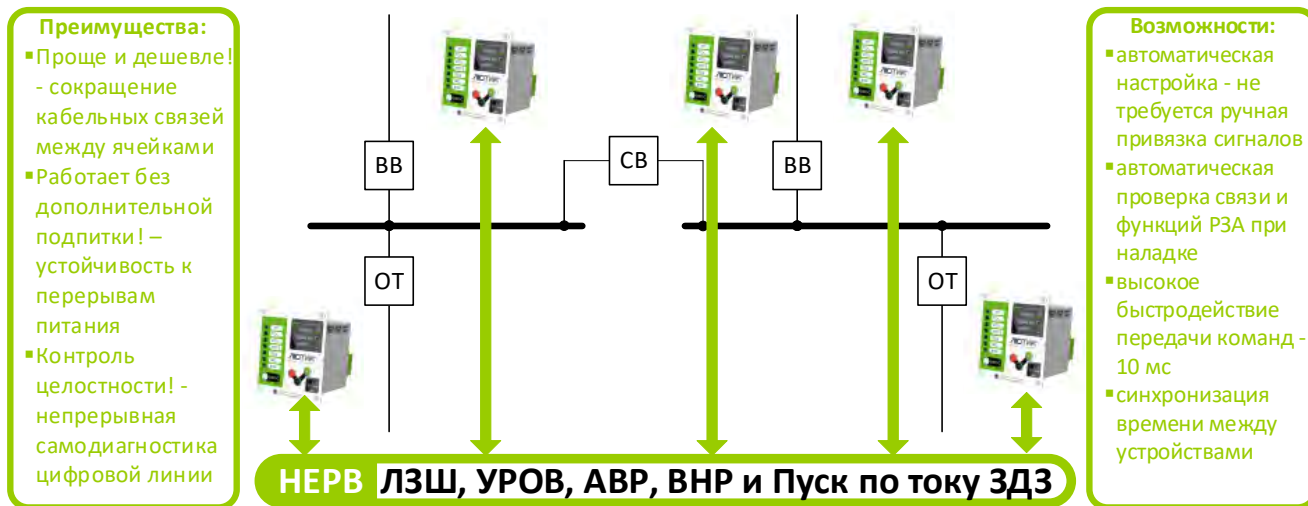 Преимущества:
▪Проще и дешевле!
- сокращение
кабельных связей
между ячейками
▪Работает без
дополнительной
подпитки! –
устойчивость к
перерывам
питания
▪Контроль
целостности! -
непрерывная
самодиагностика
цифровой линии
ВВ
СВ
ВВ
ОТ
ОТ
НЕРВ ЛЗШ, УРОВ, АВР, ВНР и Пуск по току ЗДЗ
Возможности:
▪автоматическая
настройка - не
требуется ручная
привязка сигналов
▪автоматическая
проверка связи и
функций РЗА при
наладке
▪высокое
быстродействие
передачи команд -
10 мс
▪синхронизация
времени между
устройствами